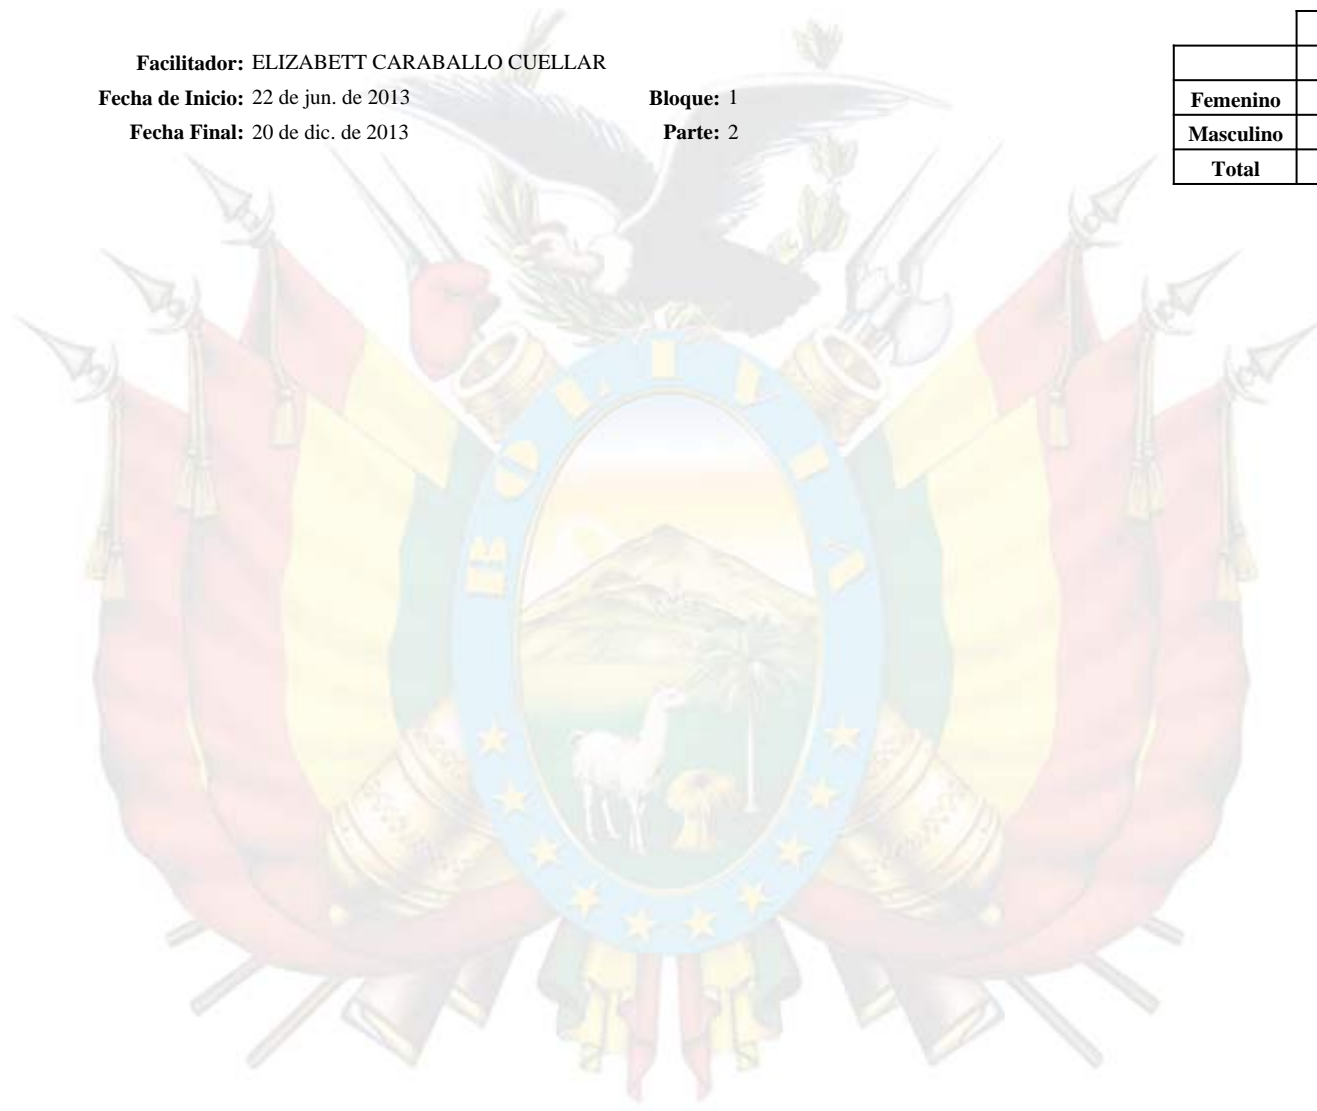 Facilitador: ELIZABETT CARABALLO CUELLAR
Fecha de Inicio: 22 de jun. de 2013 Bloque: 1
Fecha Final: 20 de dic. de 2013 Parte: 2
Femenino
Masculino
Total
BOLIVIA